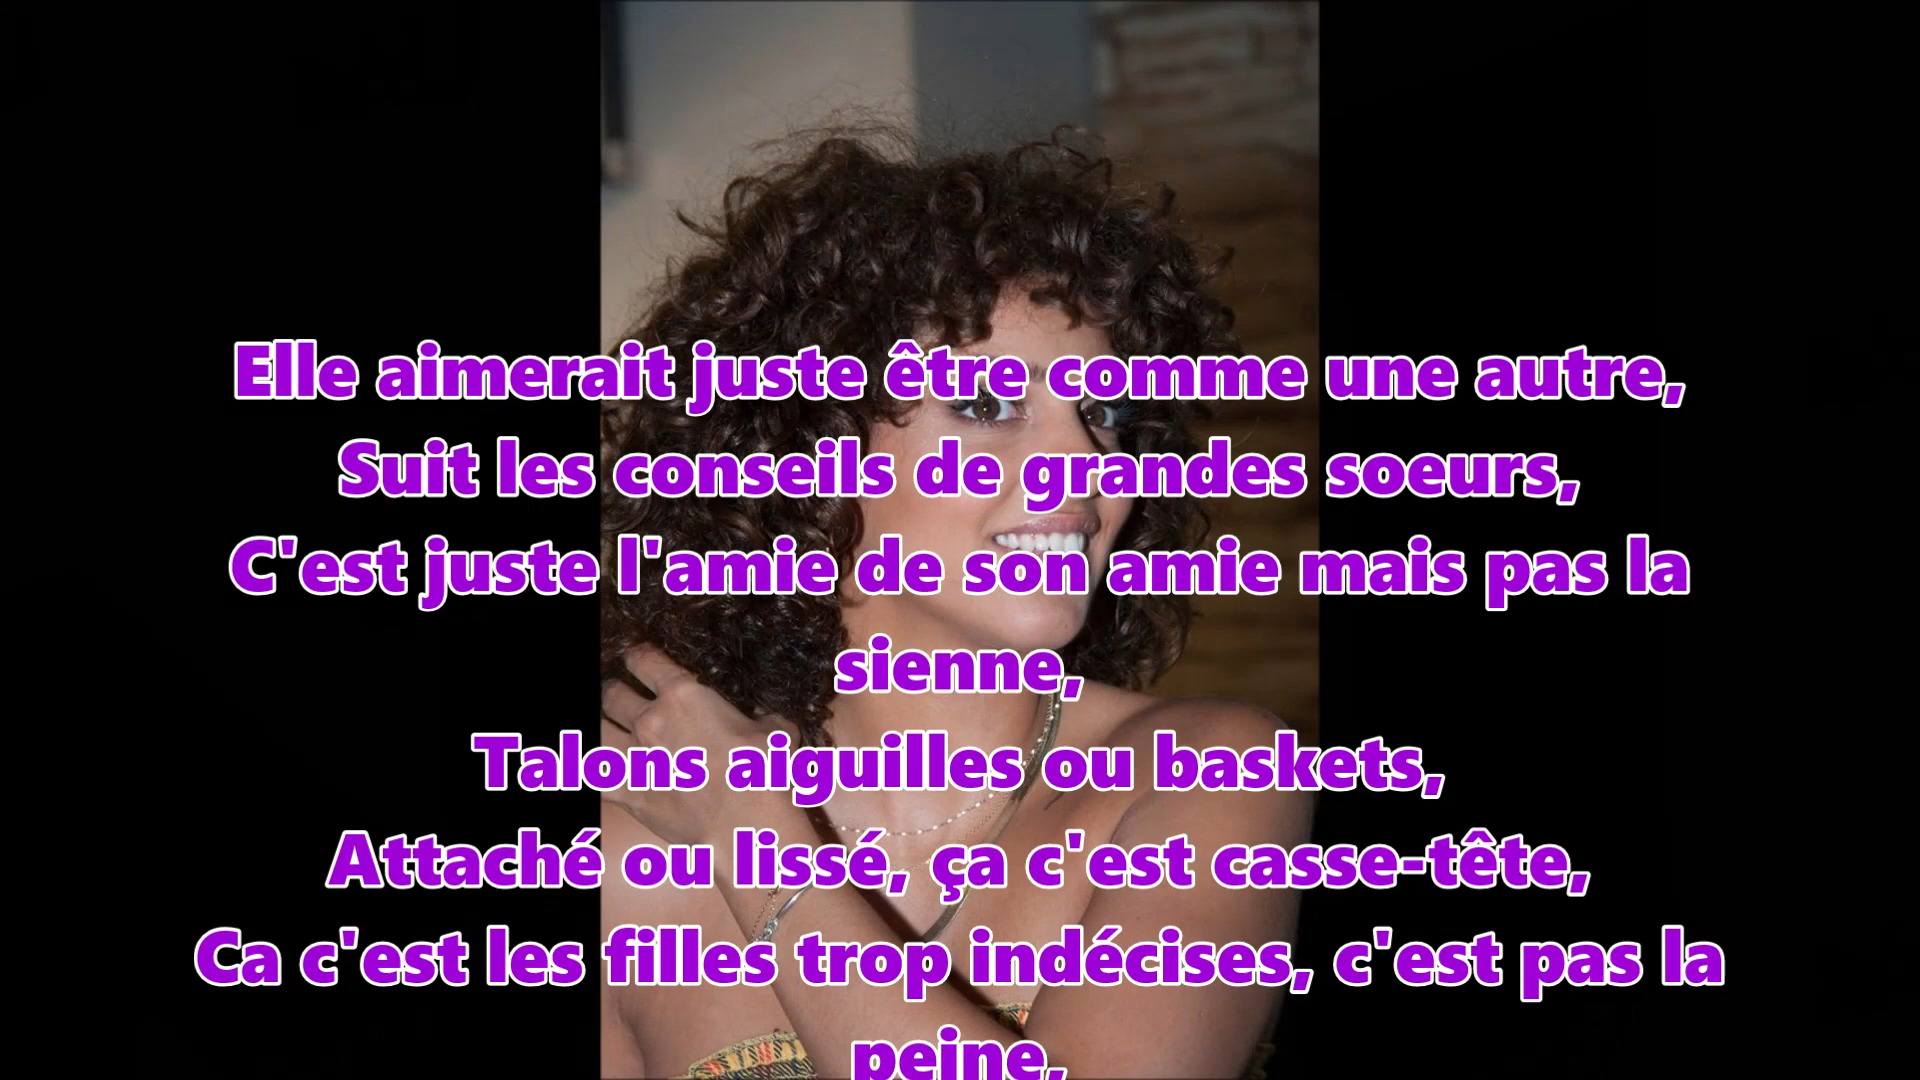 Elle aimerait juste être comme une autre,
Suit les conseils de grandes soeurs,
C'est juste l'amie de son amie mais pas la
sienne,
Talons aiguilles ou baskets,
Attaché ou lissé, ça c'est casse-tête,
Ca c'est les filles trop indécises, c'est pas la
peine,